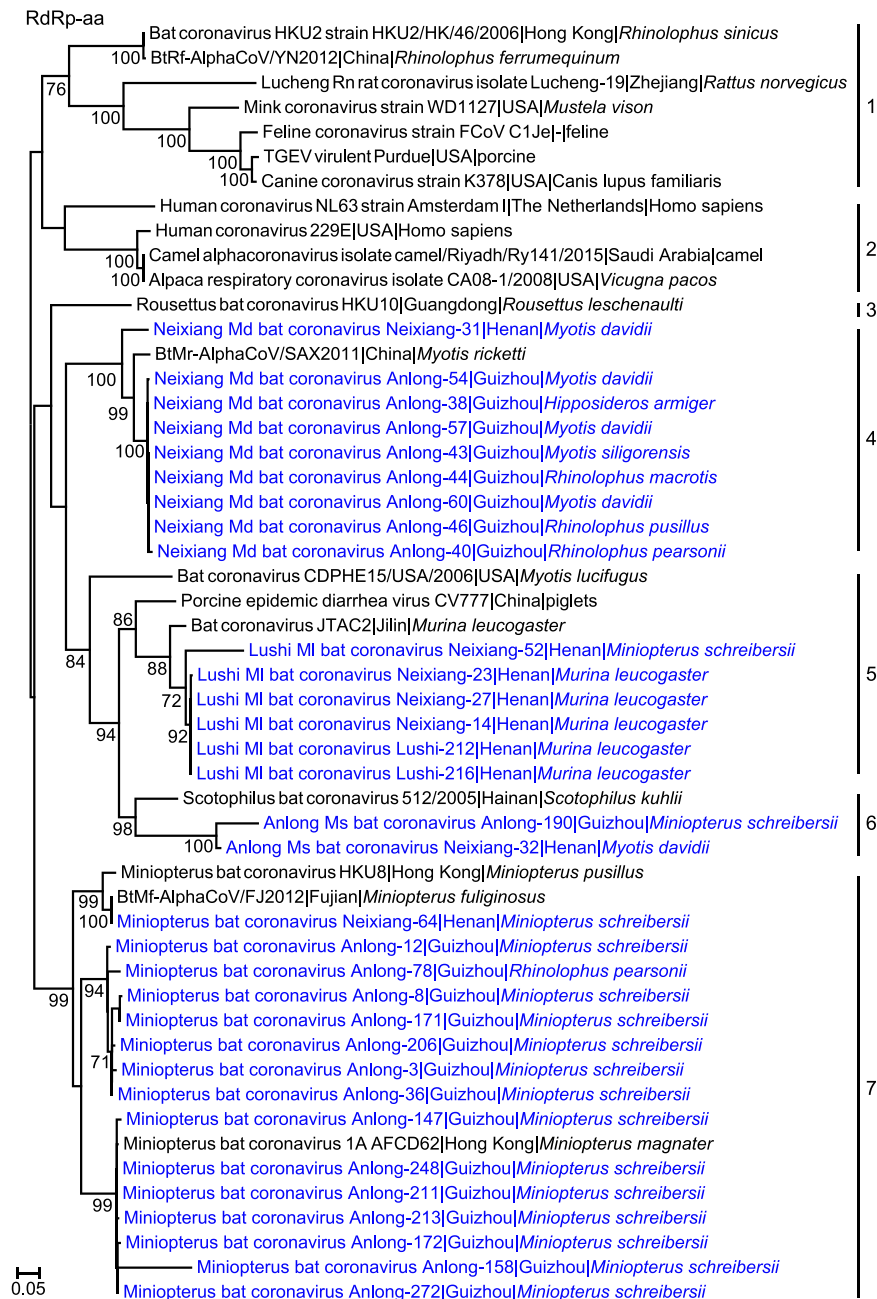 RdRp-aa
Bat coronavirus HKU2 strain HKU2/HK/46/2006|Hong Kong|Rhinolophus sinicus
100
BtRf-AlphaCoV/YN2012|China|Rhinolophus ferrumequinum
76
Lucheng Rn rat coronavirus isolate Lucheng-19|Zhejiang|Rattus norvegicus
1
100
Mink coronavirus strain WD1127|USA|Mustela vison
100
Feline coronavirus strain FCoV C1Je|-|feline
100
TGEV virulent Purdue|USA|porcine
100
Canine coronavirus strain K378|USA|Canis lupus familiaris
Human coronavirus NL63 strain Amsterdam I|The Netherlands|Homo sapiens
Human coronavirus 229E|USA|Homo sapiens
2
100
Camel alphacoronavirus isolate camel/Riyadh/Ry141/2015|Saudi Arabia|camel
100
Alpaca respiratory coronavirus isolate CA08-1/2008|USA|Vicugna pacos
Rousettus bat coronavirus HKU10|Guangdong|Rousettus leschenaulti
3
Neixiang Md bat coronavirus Neixiang-31|Henan|Myotis davidii
BtMr-AlphaCoV/SAX2011|China|Myotis ricketti
100
Neixiang Md bat coronavirus Anlong-54|Guizhou|Myotis davidii
99
Neixiang Md bat coronavirus Anlong-38|Guizhou|Hipposideros armiger
Neixiang Md bat coronavirus Anlong-57|Guizhou|Myotis davidii
4
100
Neixiang Md bat coronavirus Anlong-43|Guizhou|Myotis siligorensis
Neixiang Md bat coronavirus Anlong-44|Guizhou|Rhinolophus macrotis
Neixiang Md bat coronavirus Anlong-60|Guizhou|Myotis davidii
Neixiang Md bat coronavirus Anlong-46|Guizhou|Rhinolophus pusillus
Neixiang Md bat coronavirus Anlong-40|Guizhou|Rhinolophus pearsonii
Bat coronavirus CDPHE15/USA/2006|USA|Myotis lucifugus
Porcine epidemic diarrhea virus CV777|China|piglets
86
Bat coronavirus JTAC2|Jilin|Murina leucogaster
84
88
Lushi Ml bat coronavirus Neixiang-52|Henan|Miniopterus schreibersii
Lushi Ml bat coronavirus Neixiang-23|Henan|Murina leucogaster
5
72
Lushi Ml bat coronavirus Neixiang-27|Henan|Murina leucogaster
Lushi Ml bat coronavirus Neixiang-14|Henan|Murina leucogaster
94
92
Lushi Ml bat coronavirus Lushi-212|Henan|Murina leucogaster
Lushi Ml bat coronavirus Lushi-216|Henan|Murina leucogaster
Scotophilus bat coronavirus 512/2005|Hainan|Scotophilus kuhlii
98
Anlong Ms bat coronavirus Anlong-190|Guizhou|Miniopterus schreibersii
6
100
Anlong Ms bat coronavirus Neixiang-32|Henan|Myotis davidii
Miniopterus bat coronavirus HKU8|Hong Kong|Miniopterus pusillus
99
BtMf-AlphaCoV/FJ2012|Fujian|Miniopterus fuliginosus
100
Miniopterus bat coronavirus Neixiang-64|Henan|Miniopterus schreibersii
Miniopterus bat coronavirus Anlong-12|Guizhou|Miniopterus schreibersii
Miniopterus bat coronavirus Anlong-78|Guizhou|Rhinolophus pearsonii
99
94
Miniopterus bat coronavirus Anlong-8|Guizhou|Miniopterus schreibersii
Miniopterus bat coronavirus Anlong-171|Guizhou|Miniopterus schreibersii
Miniopterus bat coronavirus Anlong-206|Guizhou|Miniopterus schreibersii
71
Miniopterus bat coronavirus Anlong-3|Guizhou|Miniopterus schreibersii
7
Miniopterus bat coronavirus Anlong-36|Guizhou|Miniopterus schreibersii
Miniopterus bat coronavirus Anlong-147|Guizhou|Miniopterus schreibersii
Miniopterus bat coronavirus 1A AFCD62|Hong Kong|Miniopterus magnater
Miniopterus bat coronavirus Anlong-248|Guizhou|Miniopterus schreibersii
99
Miniopterus bat coronavirus Anlong-211|Guizhou|Miniopterus schreibersii
Miniopterus bat coronavirus Anlong-213|Guizhou|Miniopterus schreibersii
Miniopterus bat coronavirus Anlong-172|Guizhou|Miniopterus schreibersii
Miniopterus bat coronavirus Anlong-158|Guizhou|Miniopterus schreibersii
Miniopterus bat coronavirus Anlong-272|Guizhou|Miniopterus schreibersii
0.05